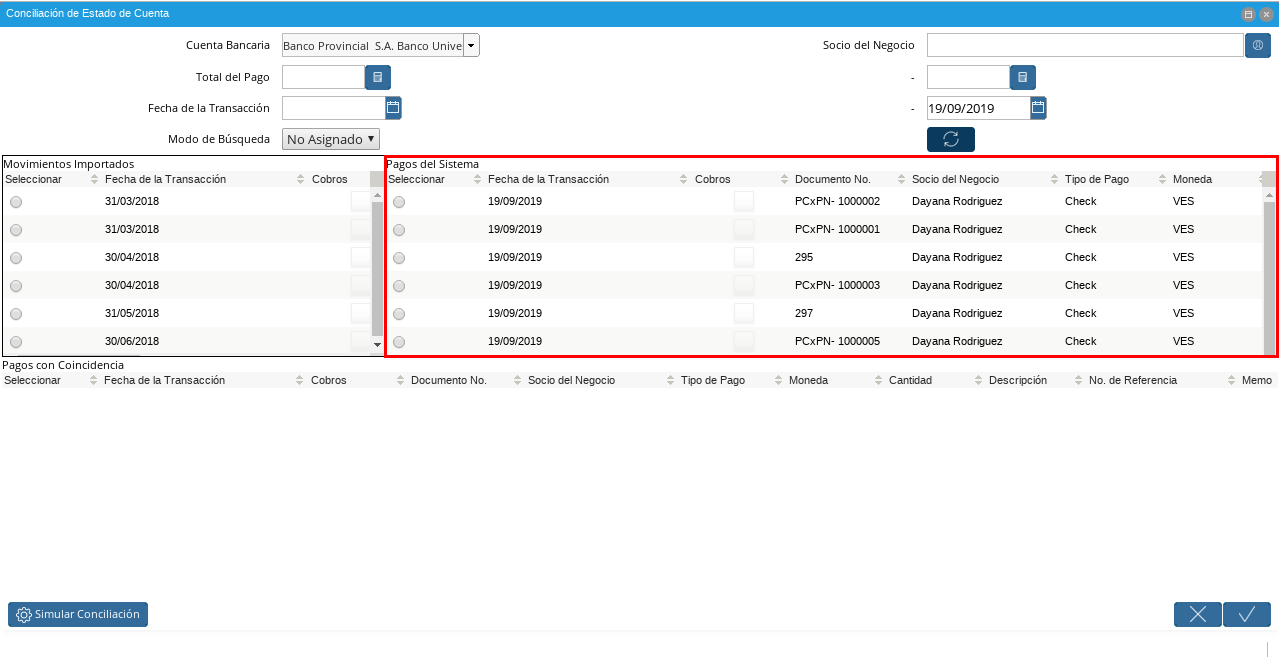 Conciliación de Estado de Cuenta
Cuenta Bancaria Banco Provincial S.A. Banco Unive Socio del Negocio
Total del Pago -
Fecha de la Transacción - 19/09/2019
Modo de Búsqueda No Asignado
Movimientos Importados
Seleccionar Fecha de la Transacción Cobros
31/03/2018
31/03/2018
30/04/2018
30/04/2018
31/05/2018
30/06/2018
Pagos del Sistema
Seleccionar Fecha de la Transacción Cobros Documento No. Socio del Negocio Tipo de Pago Moneda
19/09/2019 PCxPN- 1000002 Dayana Rodriguez Check VES
19/09/2019 PCxPN- 1000001 Dayana Rodriguez Check VES
19/09/2019 295 Dayana Rodriguez Check VES
19/09/2019 PCxPN- 1000003 Dayana Rodriguez Check VES
19/09/2019 297 Dayana Rodriguez Check VES
19/09/2019 PCxPN- 1000005 Dayana Rodriguez Check VES
Pagos con Coincidencia
Seleccionar Fecha de la Transacción Cobros Documento No. Socio del Negocio Tipo de Pago Moneda Cantidad Descripción No. de Referencia Memo
Simular Conciliación